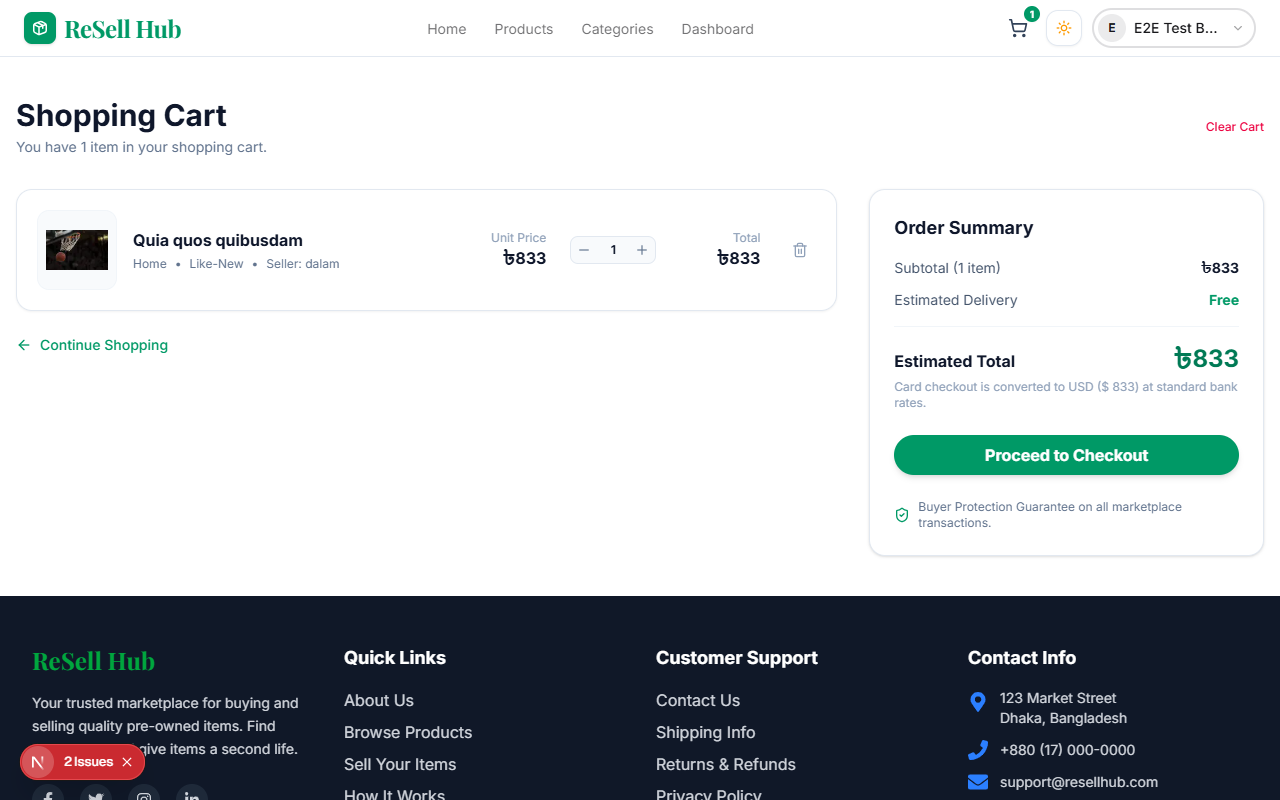 ReSell Hub
Home
Products
Categories
Dashboard
1
E
E2E Test B...
Shopping Cart
You have 1 item in your shopping cart.
Clear Cart
Quia quos quibusdam
Home • Like-New • Seller: dalam
Unit Price
৳833
1
Total
৳833
Continue Shopping
Order Summary
Subtotal (1 item) ৳833
Estimated Delivery Free
Estimated Total ৳833
Card checkout is converted to USD ($ 833) at standard bank
rates.
Proceed to Checkout
Buyer Protection Guarantee on all marketplace
transactions.
ReSell Hub
Your trusted marketplace for buying and
selling quality pre-owned items. Find
give items a second life.
N 2 Issues
Quick Links
About Us
Browse Products
Sell Your Items
How It Works
Customer Support
Contact Us
Shipping Info
Returns & Refunds
Privacy Policy
Contact Info
123 Market Street
Dhaka, Bangladesh
+880 (17) 000-0000
support@resellhub.com